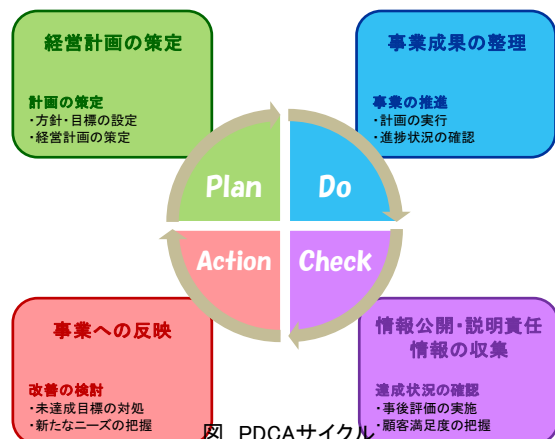 経営計画の策定
計画の策定
・方針・目標の設定
・経営計画の策定
事業成果の整理
事業の推進
・計画の実行
・進捗状況の確認
Plan
Do
Action
Check
事業への反映
改善の検討
・未達成目標の対処
・新たなニーズの把握
情報公開・説明責任
情報の収集
達成状況の確認
・事後評価の実施
・顧客満足度の把握
図 PDCAサイクル